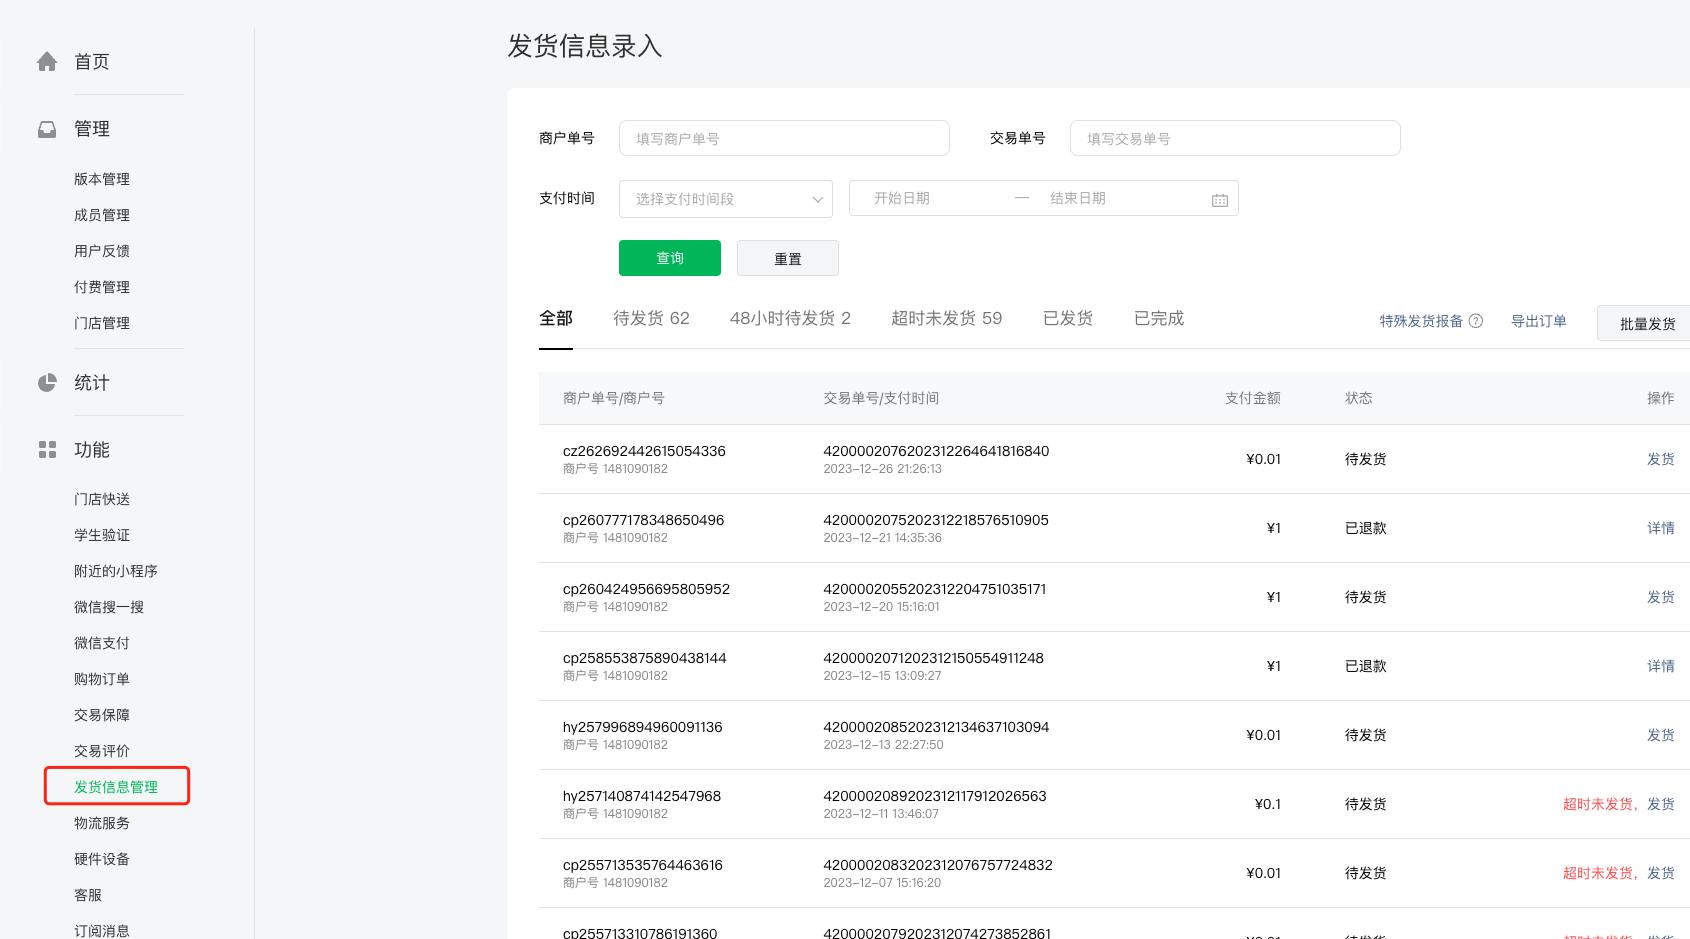 首页
管理
版本管理
成员管理
用户反馈
付费管理
门店管理
统计
功能
门店快送
学生验证
附近的小程序
微信搜一搜
微信支付
购物订单
交易保障
交易评价
发货信息管理
物流服务
硬件设备
客服
订阅消息
发货信息录入
商户单号 填写商户单号 交易单号 填写交易单号
支付时间 选择支付时间段 开始日期 — 结束日期
查询 重置
全部 待发货 62 48小时待发货 2 超时未发货 59 已发货 已完成 特殊发货报备 ? 导出订单 批量发货
商户单号/商户号 交易单号/支付时间 支付金额 状态 操作
cz262692442615054336 4200002076202312264641816840 ¥0.01 待发货 发货
商户号 1481090182 2023-12-26 21:26:13
cp260777178348650496 4200002075202312218576510905 ¥1 已退款 详情
商户号 1481090182 2023-12-21 14:35:36
cp260424956695805952 4200002055202312204751035171 ¥1 待发货 发货
商户号 1481090182 2023-12-20 15:16:01
cp258553875890438144 4200002071202312150554911248 ¥1 已退款 详情
商户号 1481090182 2023-12-15 13:09:27
hy257996894960091136 4200002085202312134637103094 ¥0.01 待发货 发货
商户号 1481090182 2023-12-13 22:27:50
hy257140874142547968 4200002089202312117912026563 ¥0.1 待发货 超时未发货，发货
商户号 1481090182 2023-12-11 13:46:07
cp255713535764463616 4200002083202312076757724832 ¥0.01 待发货 超时未发货，发货
商户号 1481090182 2023-12-07 15:16:20
cp255713310786191360 4200002079202312074273852861